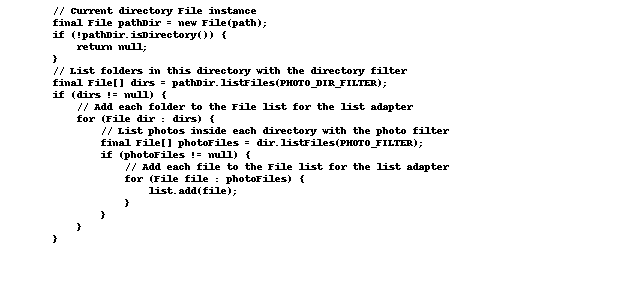 // Current directory File instance
final File pathDir = new File(path);
if (!pathDir.isDirectory()) {
return null;
}
// List folders in this directory with the directory filter
final File[] dirs = pathDir.listFiles(PHOTO_DIR_FILTER);
if (dirs != null) {
// Add each folder to the File list for the list adapter
for (File dir : dirs) {
// List photos inside each directory with the photo filter
final File[] photoFiles = dir.listFiles(PHOTO_FILTER);
if (photoFiles != null) {
// Add each file to the File list for the list adapter
for (File file : photoFiles) {
list.add(file);
}
}
}
}